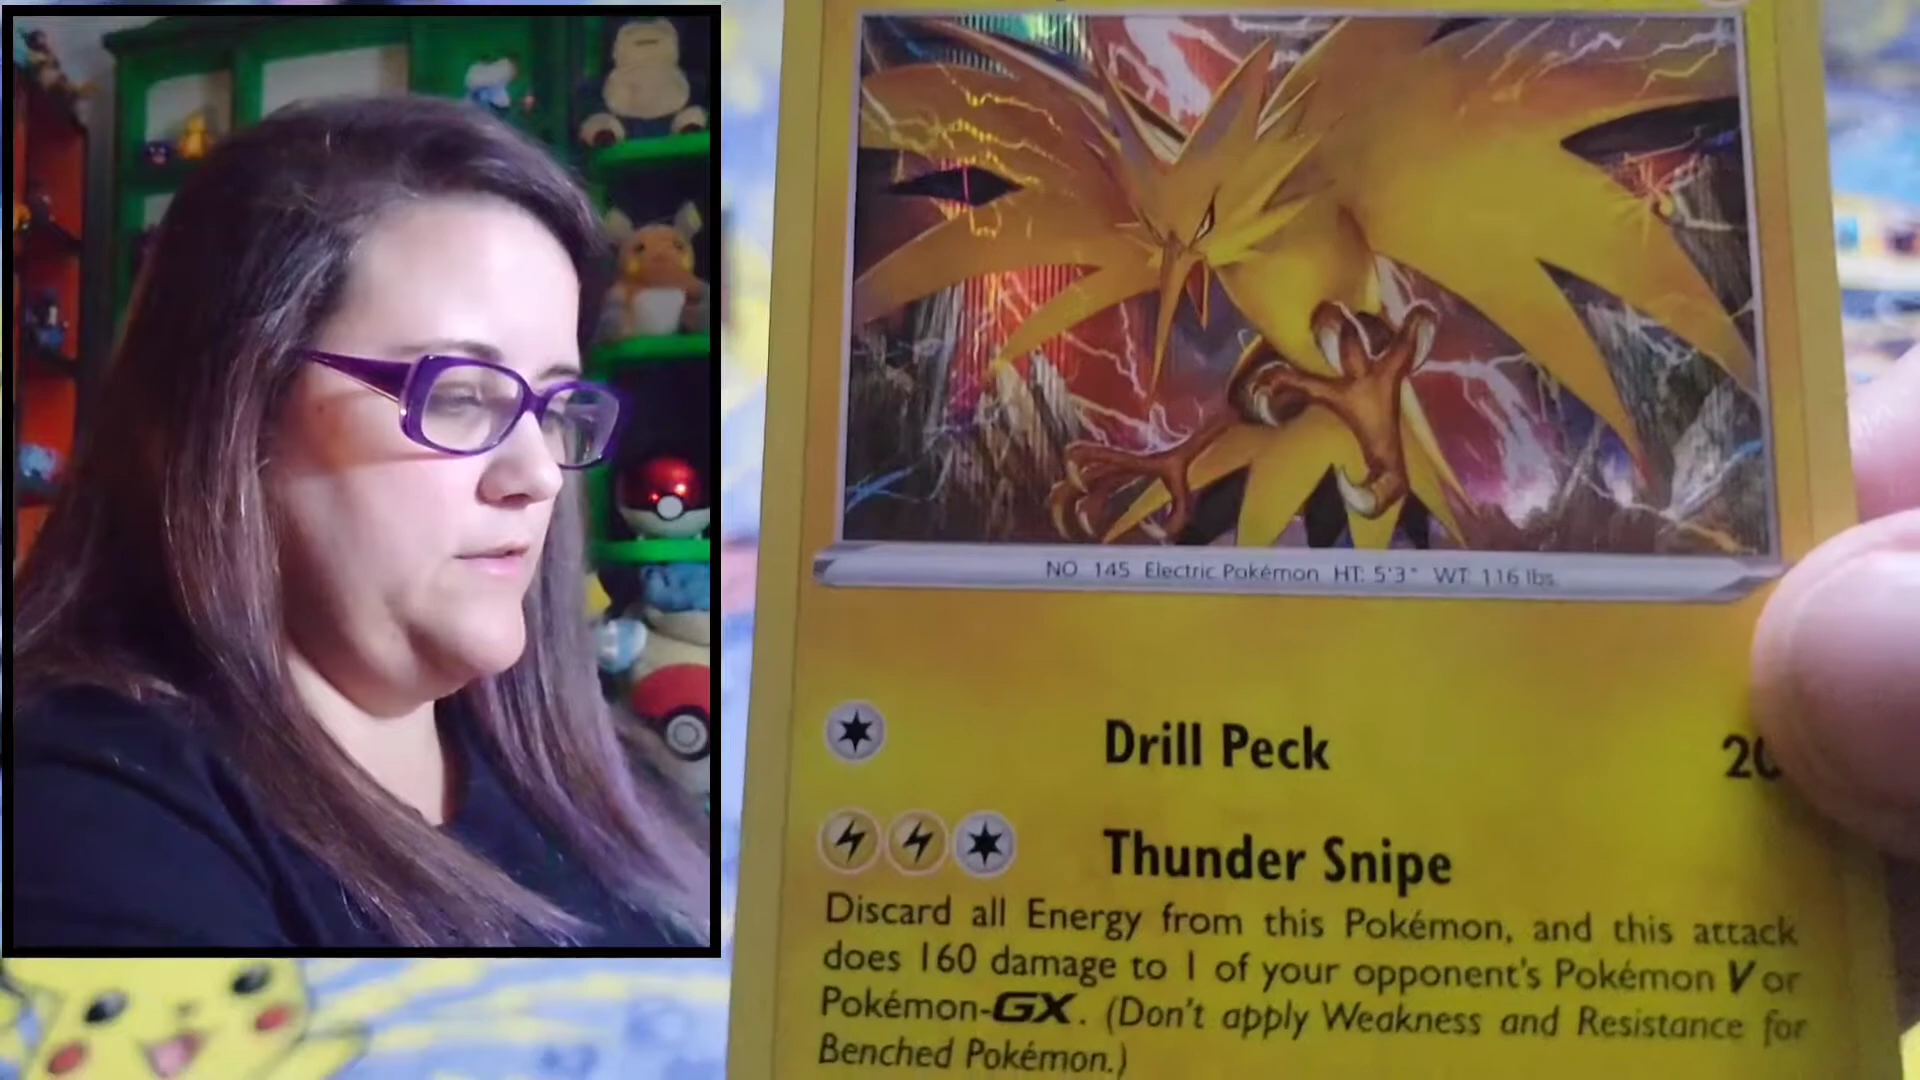 NO. 145 Electric Pokémon HT: 5'3" WT: 116 lbs.
Drill Peck 20
Thunder Snipe
Discard all Energy from this Pokémon, and this attack
does 160 damage to 1 of your opponent's Pokémon V or
Pokémon-GX. (Don't apply Weakness and Resistance for
Benched Pokémon.)